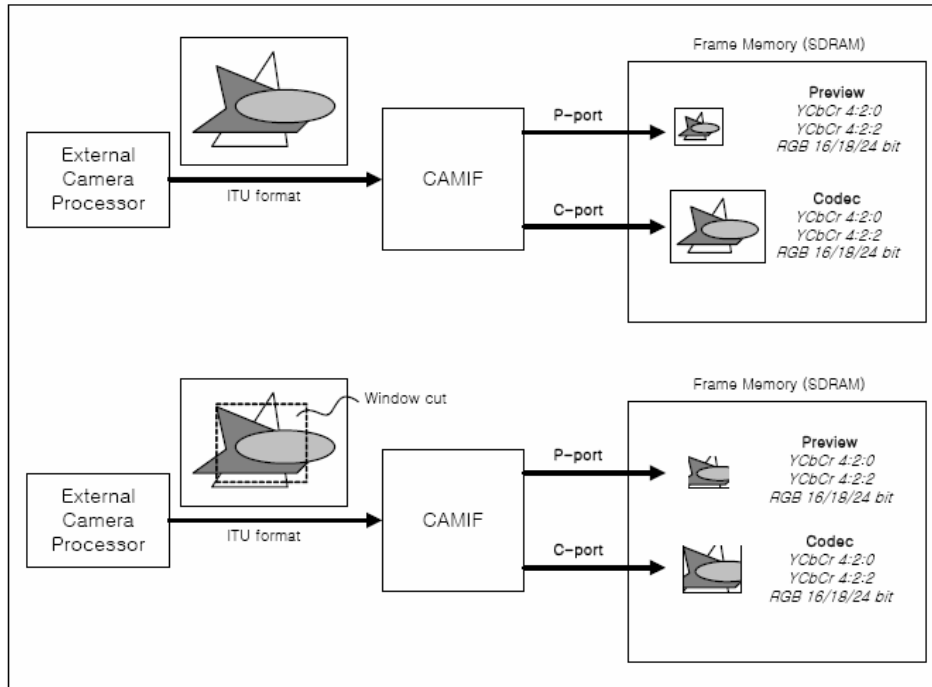 Frame Memory (SDRAM)
P-port
Preview
YCbCr 4:2:0
YCbCr 4:2:2
RGB 16/18/24 bit
External
Camera
Processor
ITU format
CAMIF
C-port
Codec
YCbCr 4:2:0
YCbCr 4:2:2
RGB 16/18/24 bit
Frame Memory (SDRAM)
Window cut
P-port
Preview
YCbCr 4:2:0
YCbCr 4:2:2
RGB 16/18/24 bit
External
Camera
Processor
ITU format
CAMIF
C-port
Codec
YCbCr 4:2:0
YCbCr 4:2:2
RGB 16/18/24 bit